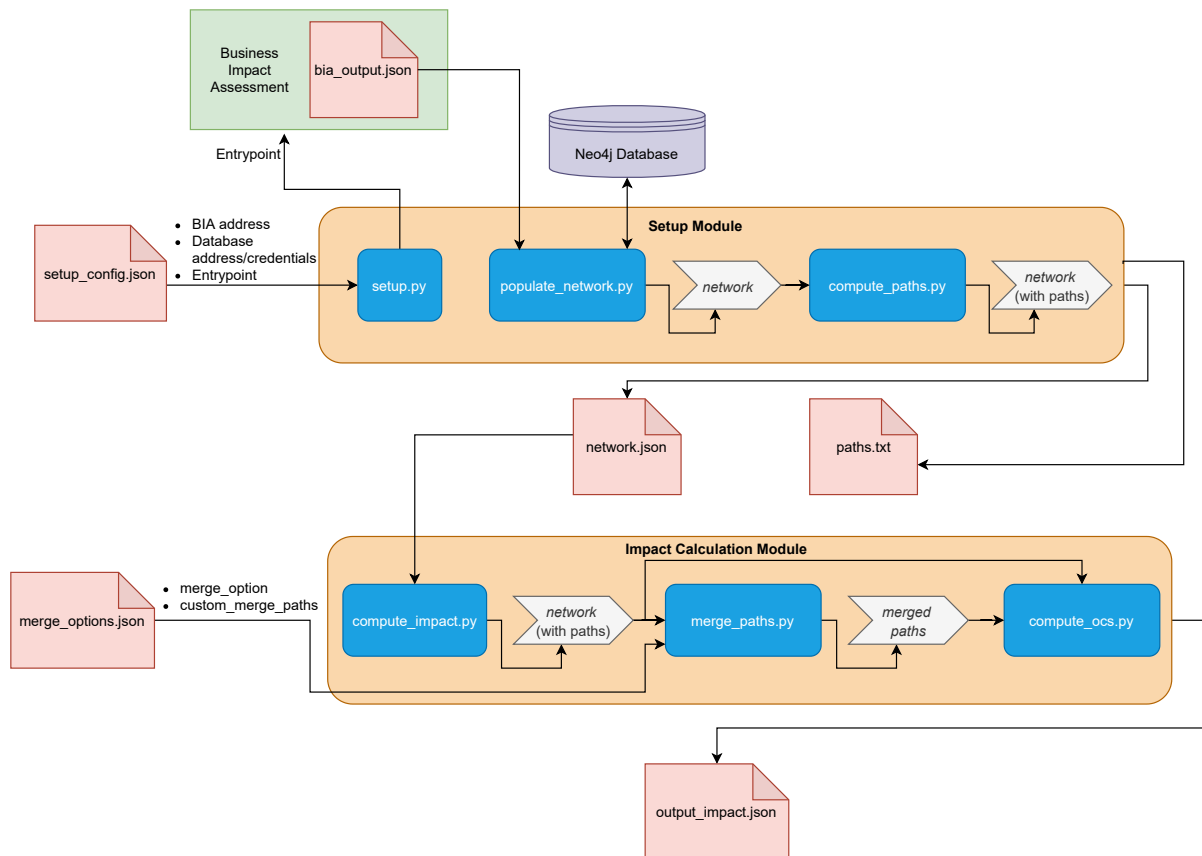 Business
Impact
Assessment
bia_output.json
Entrypoint
Neo4j Database
setup_config.json
• BIA address
• Database
address/credentials
• Entrypoint
Setup Module
setup.py
populate_network.py
network
compute_paths.py
network
(with paths)
network.json
paths.txt
Impact Calculation Module
merge_options.json
• merge_option
• custom_merge_paths
compute_impact.py
network
(with paths)
merge_paths.py
merged
paths
compute_ocs.py
output_impact.json